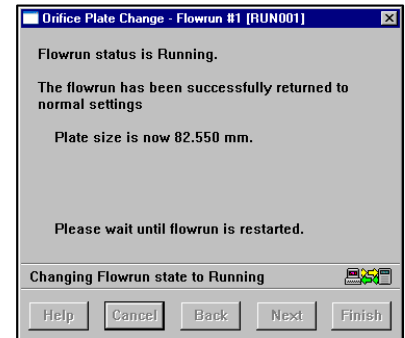 Orifice Plate Change - Flowrun #1 [RUN001]
Flowrun status is Running.
The flowrun has been successfully returned to
normal settings
Plate size is now 82.550 mm.
Please wait until flowrun is restarted.
Changing Flowrun state to Running
Help Cancel Back Next Finish